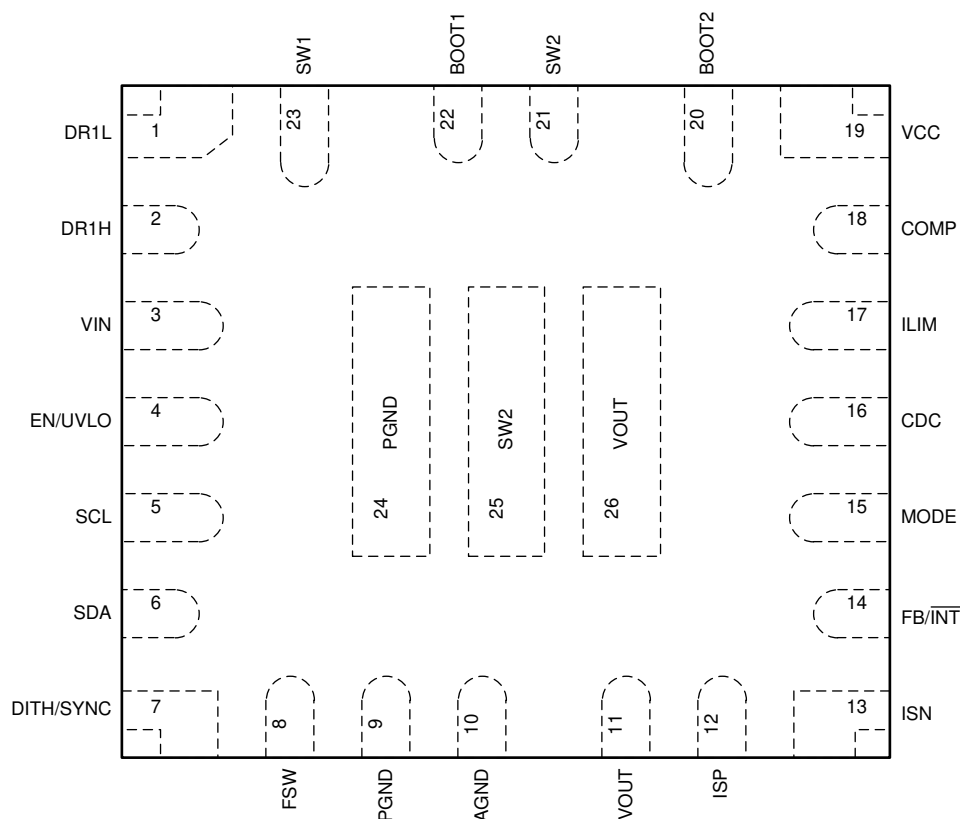 SW1
BOOT1
SW2
BOOT2
23
22
21
20
DR1L
1
19
VCC
DR1H
2
18
COMP
VIN
3
17
ILIM
EN/UVLO
4
16
CDC
PGND
SW2
VOUT
24
25
26
SCL
5
15
MODE
SDA
6
14
FB/INT
DITH/SYNC
7
13
ISN
8
9
10
11
12
FSW
PGND
AGND
VOUT
ISP